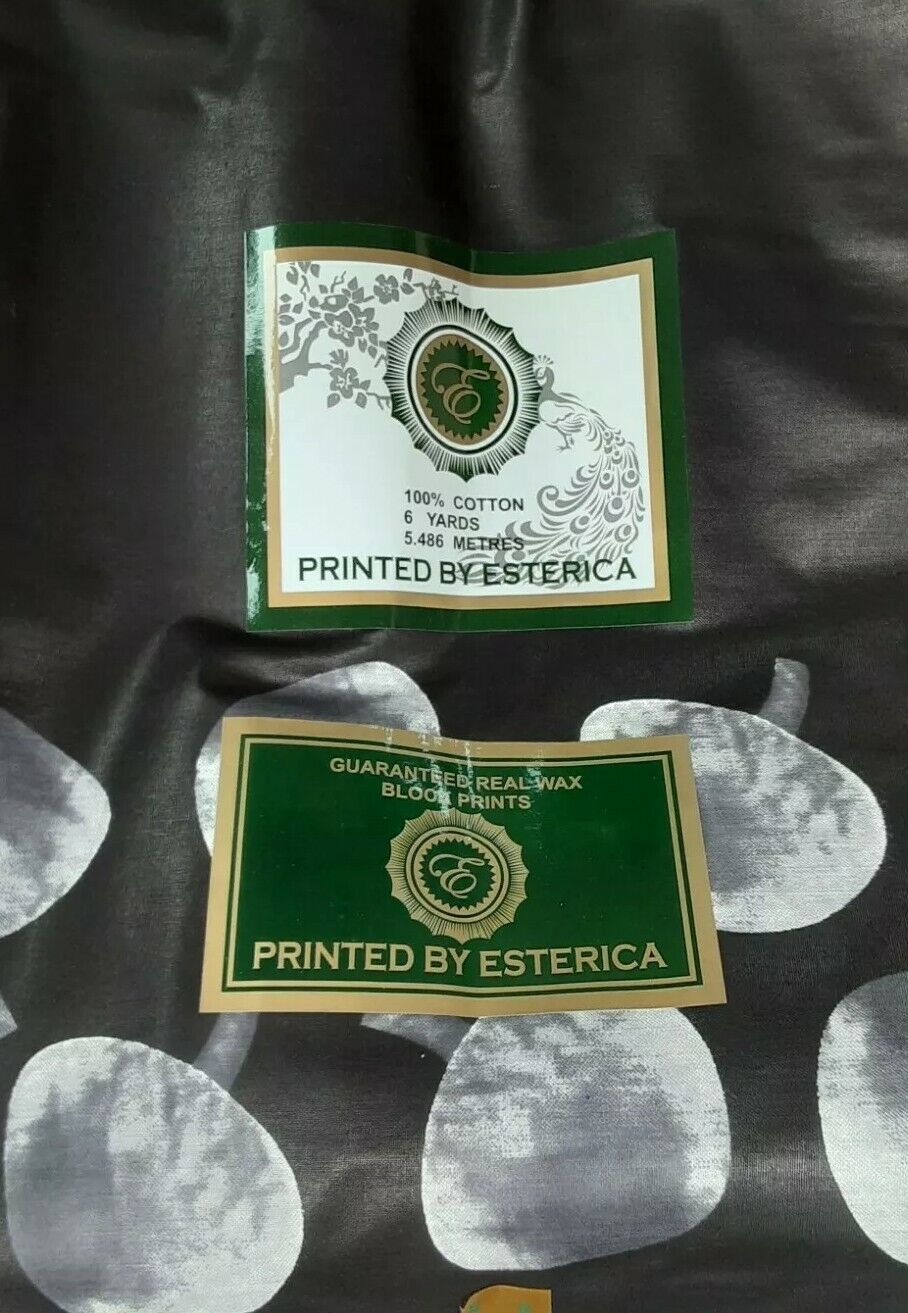 E
100% COTTON
6 YARDS
5.486 METRES
PRINTED BY ESTERICA
GUARANTEED REAL WAX
BLOCK PRINTS
E
PRINTED BY ESTERICA